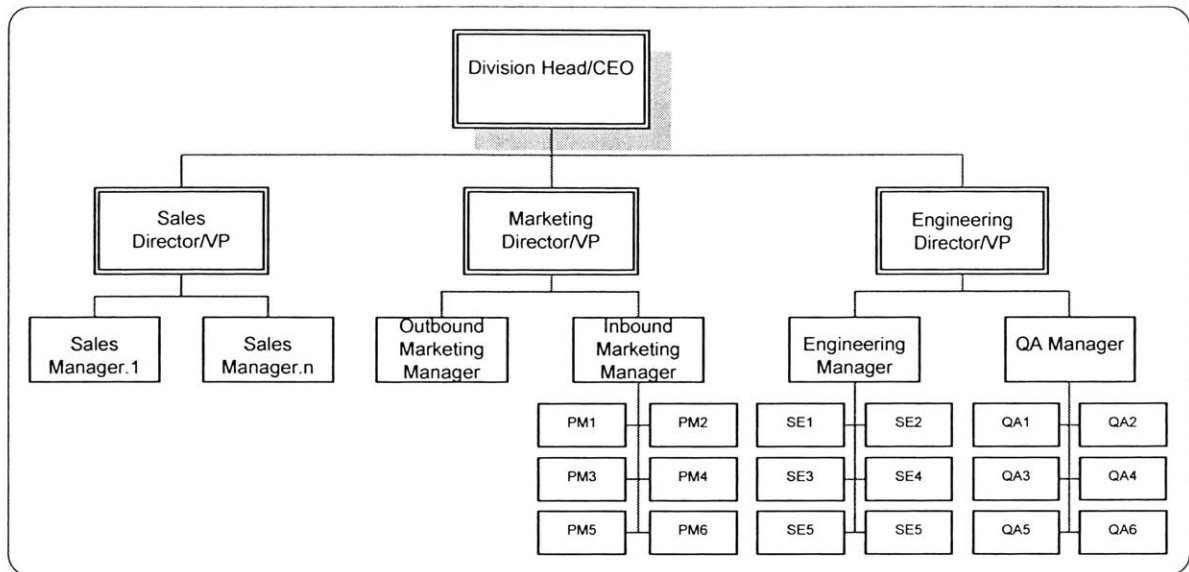 Division Head/CEO
Sales
Director/VP
Marketing
Director/VP
Engineering
Director/VP
Sales
Manager.1
Sales
Manager.n
Outbound
Marketing
Manager
Inbound
Marketing
Manager
Engineering
Manager
QA Manager
PM1
PM2
SE1
SE2
QA1
QA2
PM3
PM4
SE3
SE4
QA3
QA4
PM5
PM6
SE5
SE5
QA5
QA6